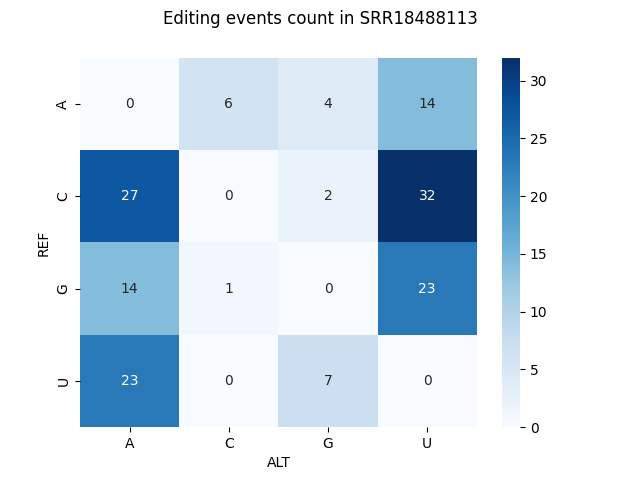 Editing events count in SRR18488113
A 0 6 4 14
C 27 0 2 32
G 14 1 0 23
U 23 0 7 0
A C G U
REF
ALT
30
25
20
15
10
5
0